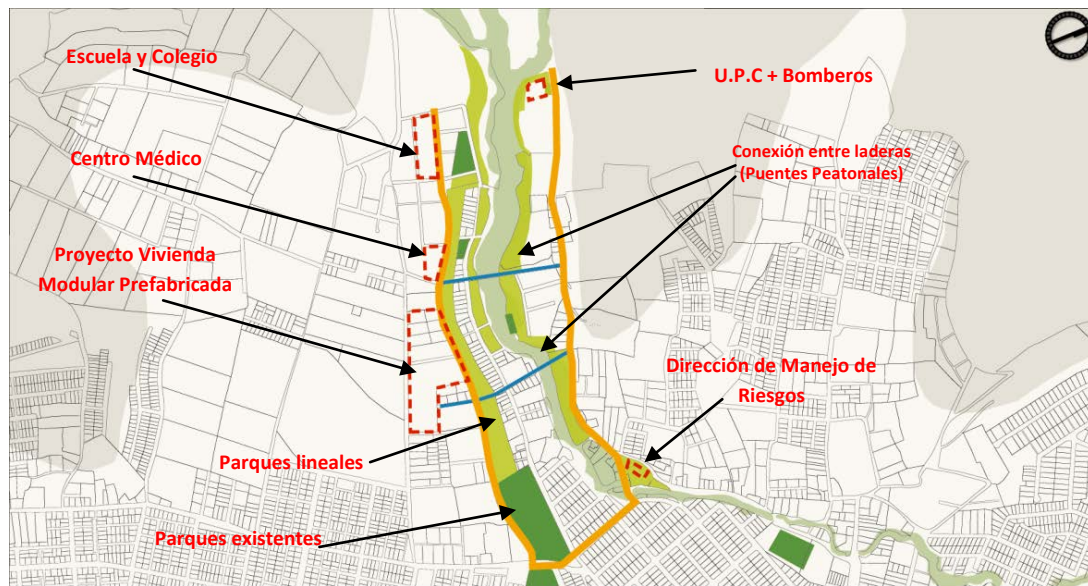 Escuela y Colegio
U.P.C + Bomberos
Centro Médico
Conexión entre laderas
(Puentes Peatonales)
Proyecto Vivienda
Modular Prefabricada
Dirección de Manejo de
Riesgos
Parques lineales
Parques existentes